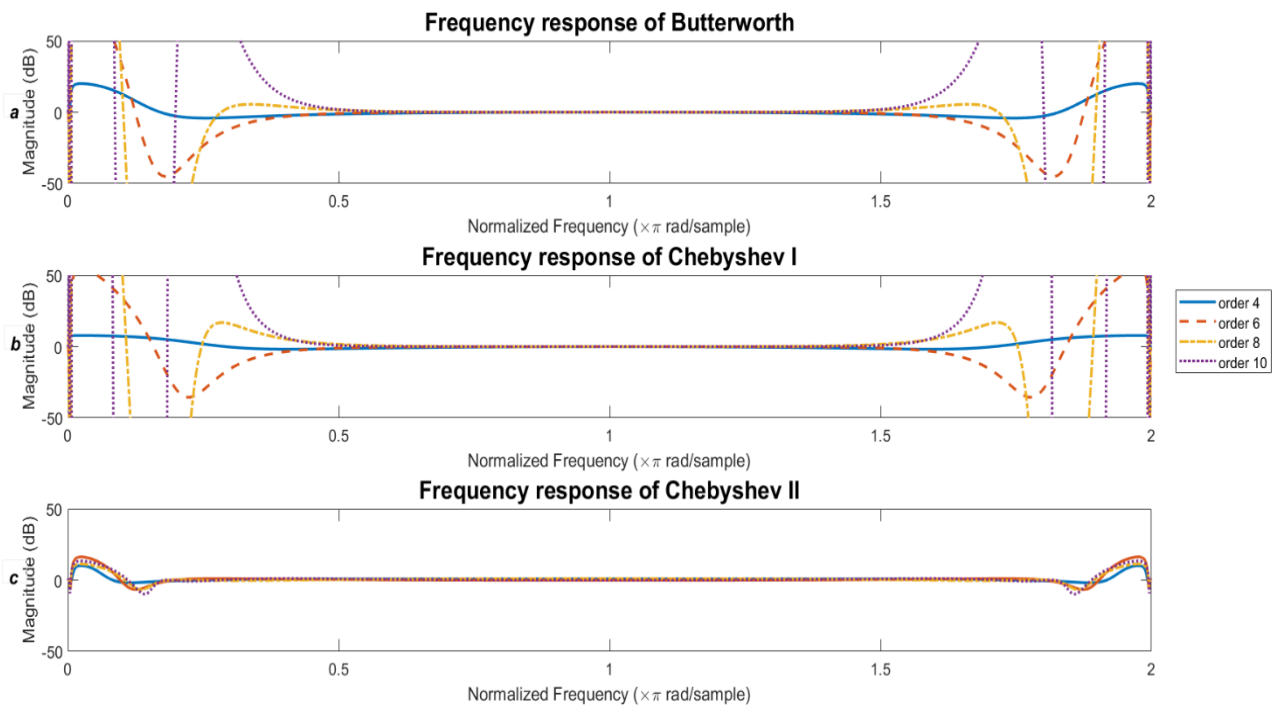 Frequency response of Butterworth
50
0
-50
a
Magnitude (dB)
0
0.5
1
1.5
2
Normalized Frequency (×π rad/sample)
Frequency response of Chebyshev I
50
0
-50
b
Magnitude (dB)
0
0.5
1
1.5
2
Normalized Frequency (×π rad/sample)
order 4
order 6
order 8
order 10
Frequency response of Chebyshev II
50
0
-50
c
Magnitude (dB)
0
0.5
1
1.5
2
Normalized Frequency (×π rad/sample)